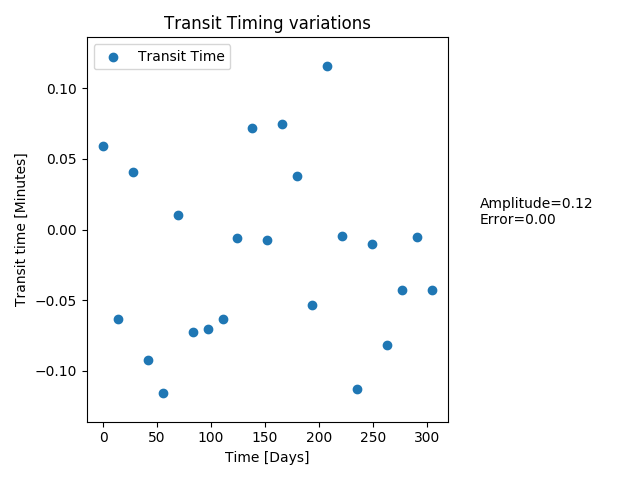 Transit Timing variations
Transit Time
0.10
0.05
0.00
−0.05
−0.10
Transit time [Minutes]
Amplitude=0.12
Error=0.00
0 50 100 150 200 250 300
Time [Days]